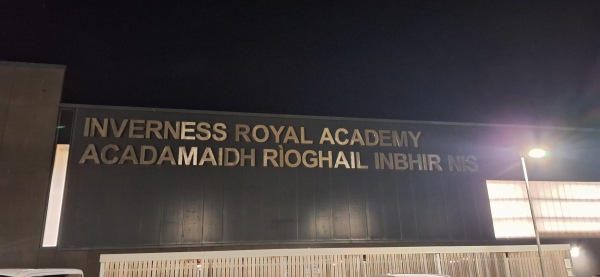 INVERNESS ROYAL ACADEMY
ACADAMAIDH RÌOGHAIL INBHIR NIS